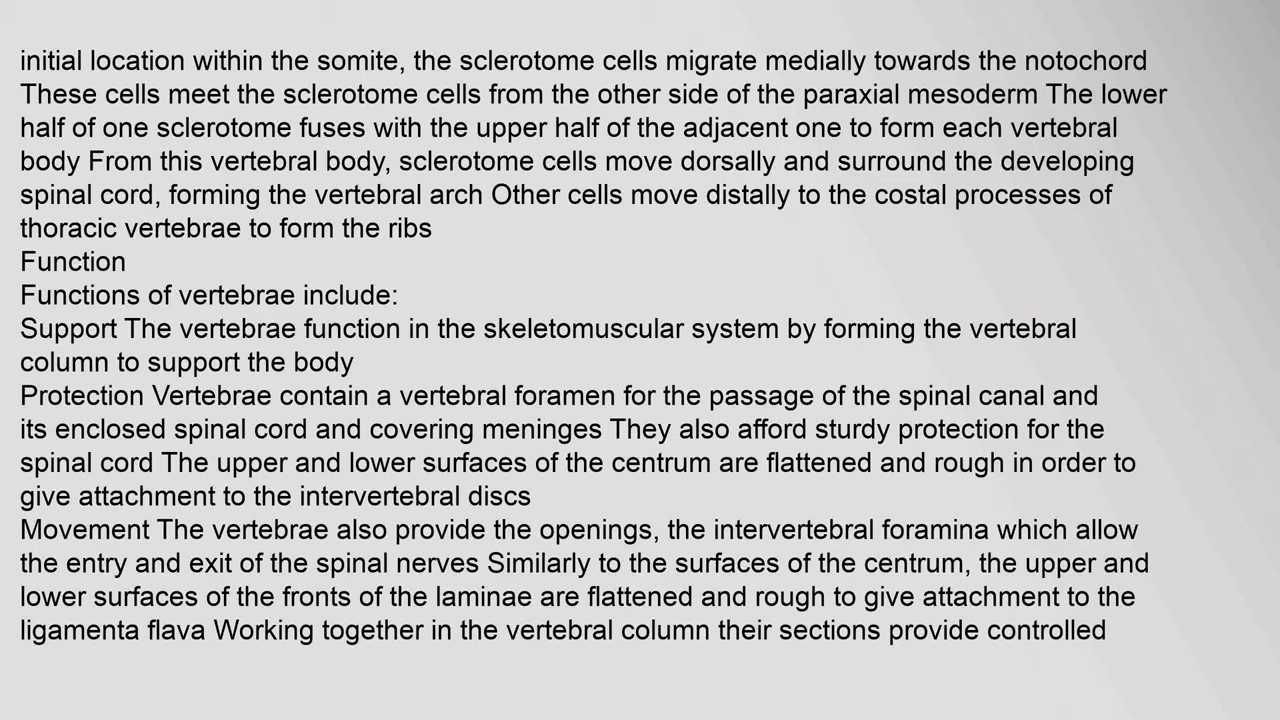 initial location within the somite, the sclerotome cells migrate medially towards the notochord
These cells meet the sclerotome cells from the other side of the paraxial mesoderm The lower
half of one sclerotome fuses with the upper half of the adjacent one to form each vertebral
body From this vertebral body, sclerotome cells move dorsally and surround the developing
spinal cord, forming the vertebral arch Other cells move distally to the costal processes of
thoracic vertebrae to form the ribs
Function
Functions of vertebrae include:
Support The vertebrae function in the skeletomuscular system by forming the vertebral
column to support the body
Protection Vertebrae contain a vertebral foramen for the passage of the spinal canal and
its enclosed spinal cord and covering meninges They also afford sturdy protection for the
spinal cord The upper and lower surfaces of the centrum are flattened and rough in order to
give attachment to the intervertebral discs
Movement The vertebrae also provide the openings, the intervertebral foramina which allow
the entry and exit of the spinal nerves Similarly to the surfaces of the centrum, the upper and
lower surfaces of the fronts of the laminae are flattened and rough to give attachment to the
ligamenta flava Working together in the vertebral column their sections provide controlled